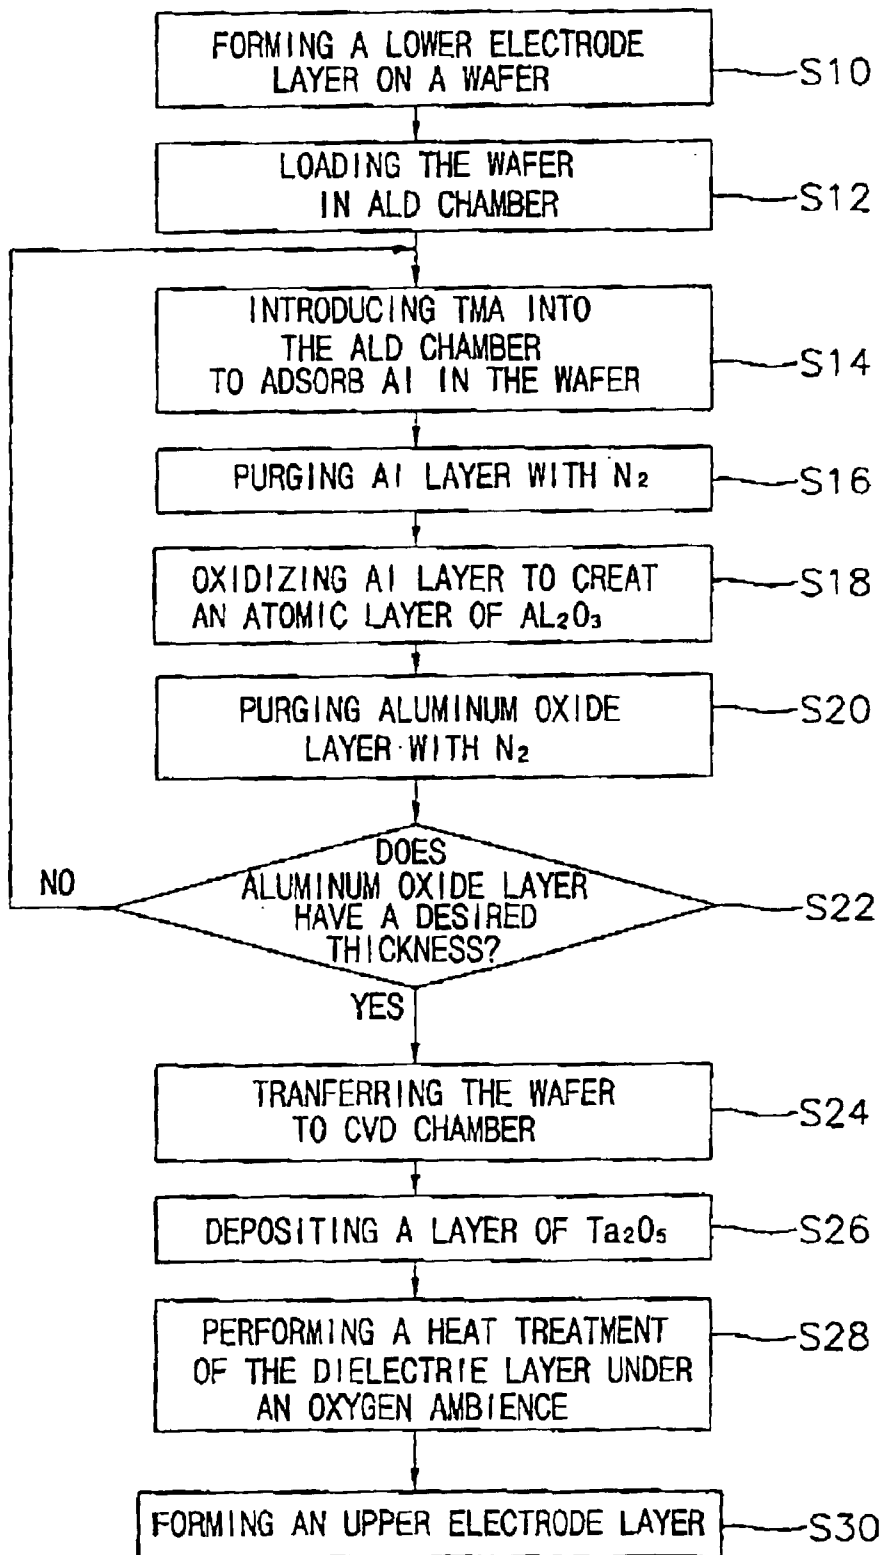 FORMING A LOWER ELECTRODE
LAYER ON A WAFER
S10
LOADING THE WAFER
IN ALD CHAMBER
S12
INTRODUCING TMA INTO
THE ALD CHAMBER
TO ADSORB Al IN THE WAFER
S14
PURGING Al LAYER WITH N₂
S16
OXIDIZING Al LAYER TO CREAT
AN ATOMIC LAYER OF AL₂O₃
S18
PURGING ALUMINUM OXIDE
LAYER WITH N₂
S20
DOES
ALUMINUM OXIDE LAYER
HAVE A DESIRED
THICKNESS?
S22
NO
YES
TRANFERRING THE WAFER
TO CVD CHAMBER
S24
DEPOSITING A LAYER OF Ta₂O₅
S26
PERFORMING A HEAT TREATMENT
OF THE DIELECTRIE LAYER UNDER
AN OXYGEN AMBIENCE
S28
FORMING AN UPPER ELECTRODE LAYER
S30